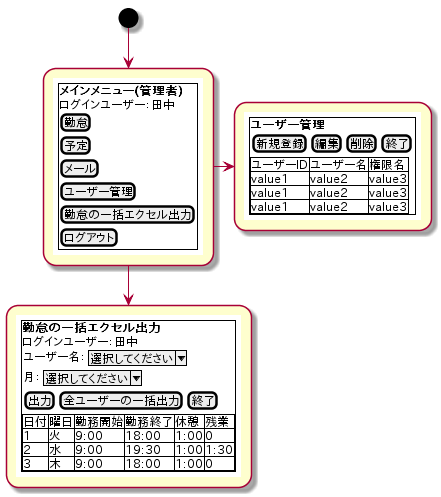 メインメニュー(管理者)
ログインユーザー: 田中
勤怠
予定
メール
ユーザー管理
勤怠の一括エクセル出力
ログアウト
ユーザー管理
新規登録 編集 削除 終了
ユーザーID ユーザー名 権限名
value1 value2 value3
value1 value2 value3
value1 value2 value3
勤怠の一括エクセル出力
ログインユーザー: 田中
ユーザー名: 選択してください
月: 選択してください
出力 全ユーザーの一括出力 終了
日付 曜日 勤務開始 勤務終了 休憩 残業
1 火 9:00 18:00 1:00 0
2 水 9:00 19:30 1:00 1:30
3 木 9:00 18:00 1:00 0